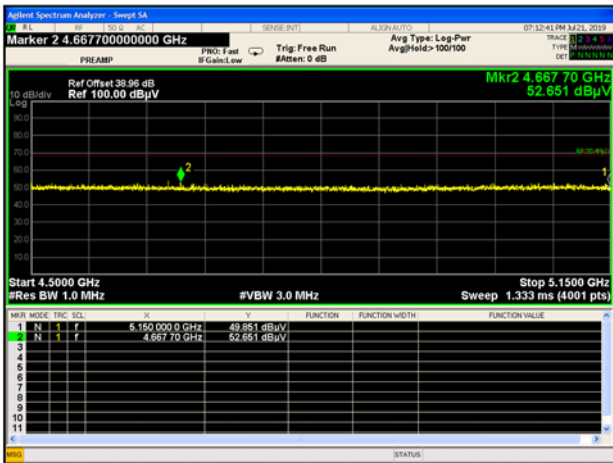 Agilent Spectrum Analyzer - Swept SA
RL RF 50 Ω AC SENSE:INT ALIGN AUTO 07:12:41 PM Jul 21, 2019
Marker 2 4.667700000000 GHz
PREAMP
PNO: Fast
IFGain:Low
Trig: Free Run
#Atten: 0 dB
Avg Type: Log-Pwr
Avg|Hold:> 100/100
TRACE 1 2 3 4 5 6
TYPE M
DET P N N N N N
Mkr2 4.667 70 GHz
52.651 dBµV
Ref Offset 38.96 dB
Ref 100.00 dBµV
10 dB/div
Log
90.0
80.0
70.0
60.0
50.0
40.0
30.0
20.0
10.0
2
1
Start 4.5000 GHz
#Res BW 1.0 MHz
#VBW 3.0 MHz
Stop 5.1500 GHz
Sweep 1.333 ms (4001 pts)
MKR MODE TRC SCL X Y FUNCTION FUNCTION WIDTH FUNCTION VALUE
1 N 1 f 5.150 000 0 GHz 49.851 dBµV
2 N 1 f 4.667 70 GHz 52.651 dBµV
3
4
5
6
7
8
9
10
11
MSG STATUS